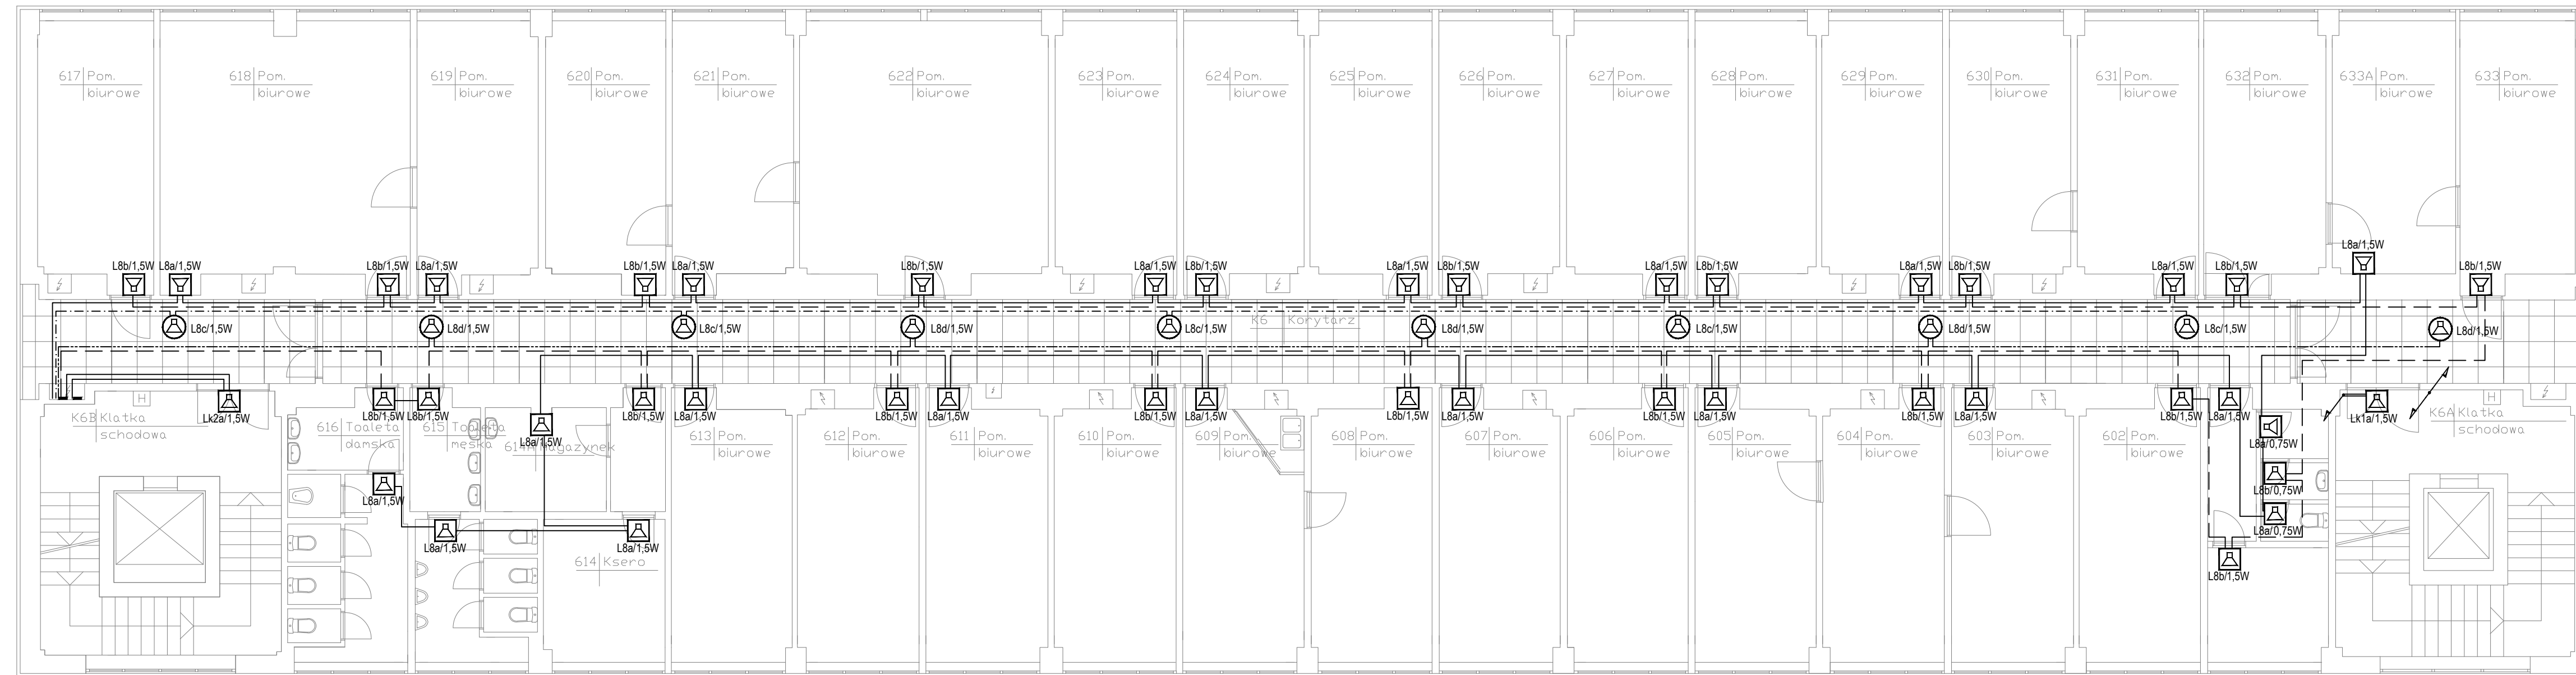 617 Pom.
biurowe
618 Pom.
biurowe
619 Pom.
biurowe
620 Pom.
biurowe
621 Pom.
biurowe
622 Pom.
biurowe
623 Pom.
biurowe
624 Pom.
biurowe
625 Pom.
biurowe
626 Pom.
biurowe
627 Pom.
biurowe
628 Pom.
biurowe
629 Pom.
biurowe
630 Pom.
biurowe
631 Pom.
biurowe
632 Pom.
biurowe
633A Pom.
biurowe
633 Pom.
biurowe
L8a/1,5W
L8b/1,5W
L8a/1,5W
L8b/1,5W
L8a/1,5W
L8b/1,5W
L8a/1,5W
L8b/1,5W
L8a/1,5W
L8b/1,5W
L8a/1,5W
L8b/1,5W
L8a/1,5W
L8b/1,5W
L8a/1,5W
L8b/1,5W
L8a/1,5W
L8b/1,5W
L8b/1,5W
L8c/1,5W
L8d/1,5W
L8c/1,5W
L8d/1,5W
L8c/1,5W
K6 Korytarz
L8d/1,5W
L8c/1,5W
L8d/1,5W
L8c/1,5W
L8d/1,5W
H
i
H
K6B Klatka
schodowa
Lk2a/1,5W
L8b/1,5W
L8b/1,5W
L8b/1,5W
L8a/1,5W
L8b/1,5W
L8a/1,5W
L8b/1,5W
L8a/1,5W
L8b/1,5W
L8a/1,5W
L8b/1,5W
L8a/1,5W
L8b/1,5W
L8a/1,5W
L8b/1,5W
L8a/1,5W
Lk1a/1,5W
K6A Klatka
schodowa
616 Toaleta
damska
615 Toaleta
męska
614A Magazynek
L8a/1,5W
613 Pom.
biurowe
612 Pom.
biurowe
611 Pom.
biurowe
610 Pom.
biurowe
609 Pom.
biurowe
608 Pom.
biurowe
607 Pom.
biurowe
606 Pom.
biurowe
605 Pom.
biurowe
604 Pom.
biurowe
603 Pom.
biurowe
602 Pom.
biurowe
L8a/0,75W
L8b/0,75W
L8a/0,75W
L8a/1,5W
L8a/1,5W
L8a/1,5W
614 Ksero
L8b/1,5W